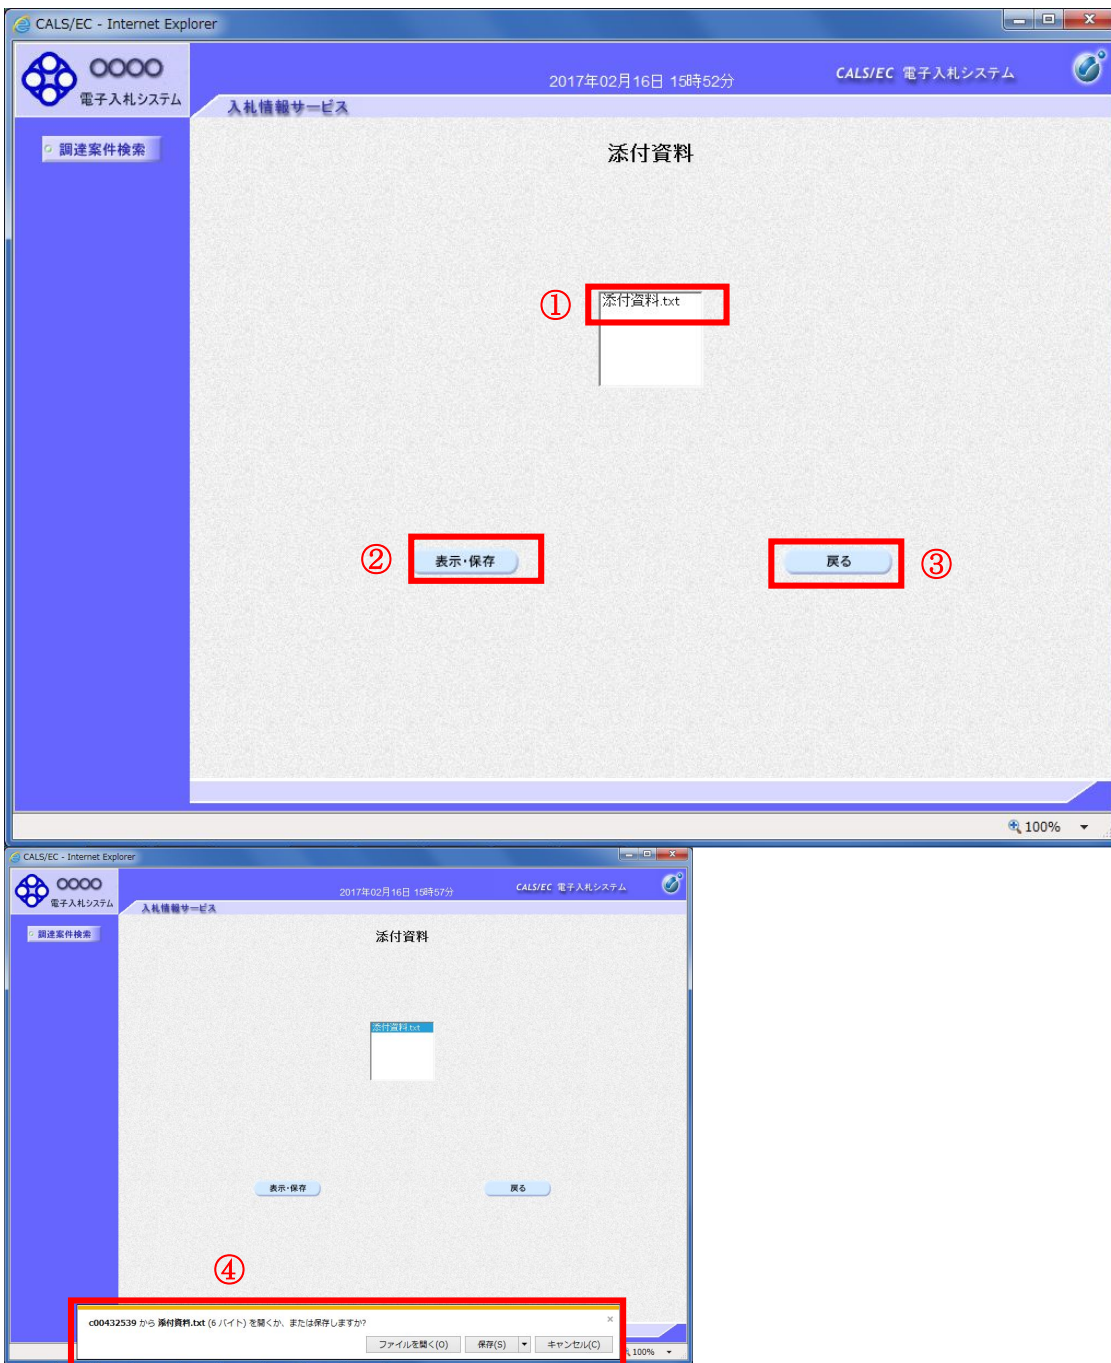 CALS/EC - Internet Explorer
OOOO
電子入札システム
2017年02月16日 15時52分
CALS/EC 電子入札システム
入札情報サービス
調達案件検索
添付資料
①
添付資料.txt
②
表示・保存
戻る
③
100%
CALS/EC - Internet Explorer
OOOO
電子入札システム
2017年02月16日 15時57分
CALS/EC 電子入札システム
入札情報サービス
調達案件検索
添付資料
添付資料.txt
表示・保存
戻る
④
c00432539 から 添付資料.txt (6 バイト) を開くか、または保存しますか?
×
ファイルを開く(O)
保存(S)
キャンセル(C)
100%